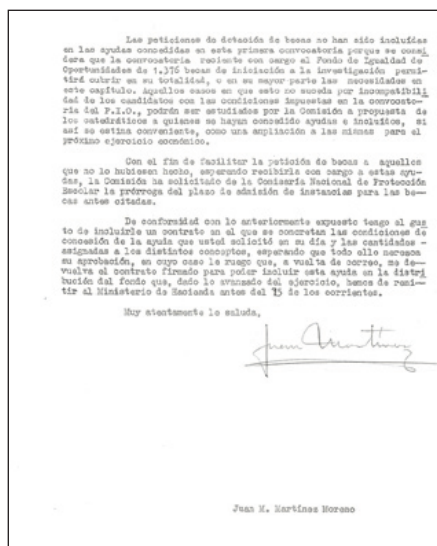 Las peticiones de dotación de becas no han sido incluídas
en las ayudas concedidas en esta primera convocatoria porque se consi
dera que la convocatoria reciente con cargo al Fondo de Igualdad de
Oportunidades de 1.376 becas de iniciación a la investigación permi-
tirá cubrir en su totalidad, o en su mayor parte las necesidades en
este capítulo. Aquellos casos en que esto no suceda por incompatibili
dad de los candidatos con las condiciones impuestas en la convocato-
ria del P.I.O., podrán ser estudiados por la Comisión a propuesta de
los catedráticos a quienes se hayan concedido ayudas e incluídos, si
así se estima conveniente, como una ampliación a las mismas para el
próximo ejercicio económico.
Con el fin de facilitar la petición de becas a aquellos
que no lo hubiesen hecho, esperando recibirla con cargo a estas ayu-
das, la Comisión ha solicitado de la Comisaría Nacional de Protección
Escolar la prórroga del plazo de admisión de instancias para las be-
cas antes citadas.
De conformidad con lo anteriormente expuesto tengo el gus
to de incluirle un contrato en el que se concretan las condiciones de
concesión de la ayuda que usted solicitó en su día y las cantidades -
asignadas a los distintos conceptos, esperando que todo ello merezca
su aprobación, en cuyo caso le ruego que, a vuelta de correo, me de-
vuelva el contrato firmado para poder incluir esta ayuda en la distri
bución del fondo que, dado lo avanzado del ejercicio, hemos de remi-
tir al Ministerio de Hacienda antes del 15 de los corrientes.
Muy atentamente le saluda,
Juan Martínez
Juan M. Martínez Moreno